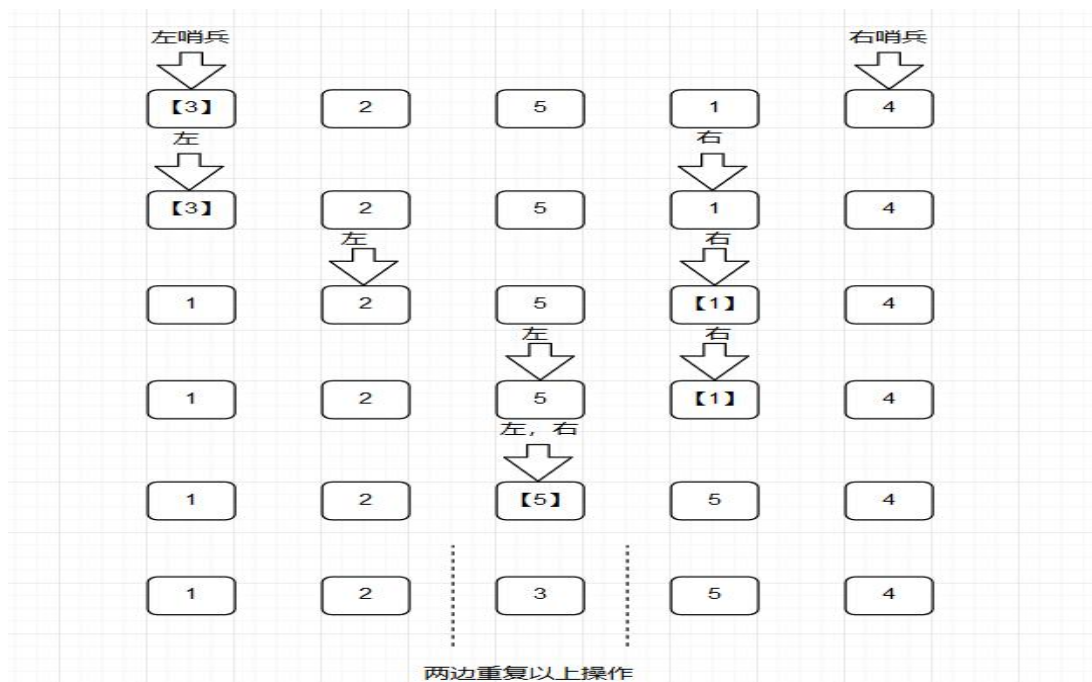 左哨兵 右哨兵
【3】 2 5 1 4
左 右
【3】 2 5 1 4
左 右
1 2 5 【1】 4
左 右
1 2 5 【1】 4
左，右
1 2 【5】 5 4
1 2 3 5 4
两边重复以上操作